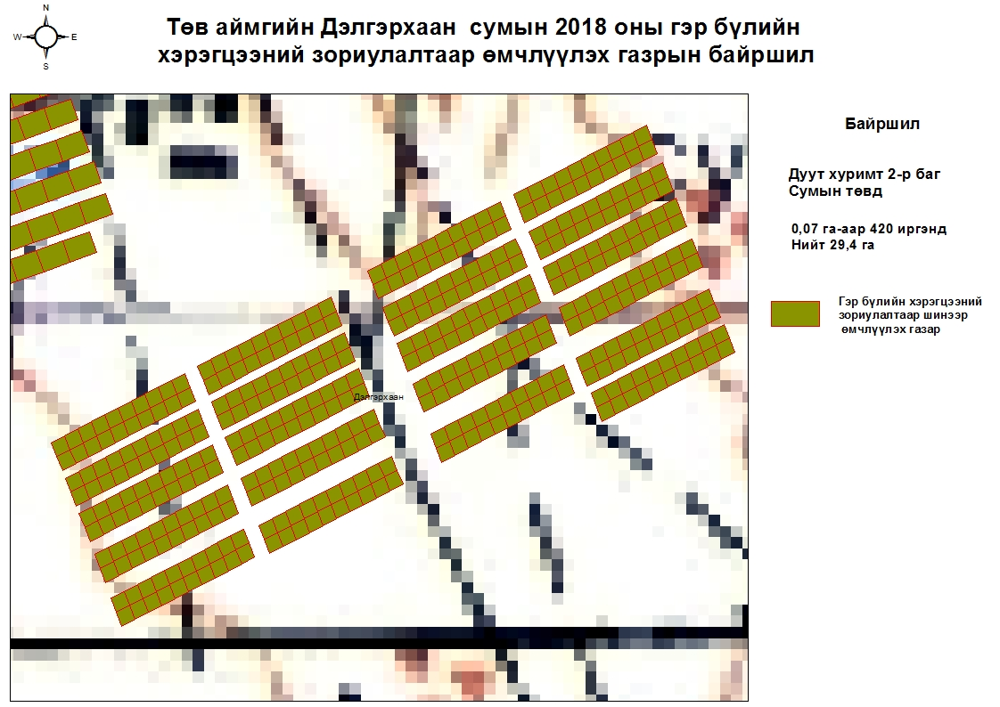 N
W E
S
Төв аймгийн Дэлгэрхаан сумын 2018 оны гэр бүлийн
хэрэгцээний зориулалтаар өмчлүүлэх газрын байршил
Байршил
Дуут хуримт 2-р баг
Сумын төвд
0,07 га-аар 420 иргэнд
Нийт 29,4 га
Гэр бүлийн хэрэгцээний
зориулалтаар шинээр
өмчлүүлэх газар
Дэлгэрхаан